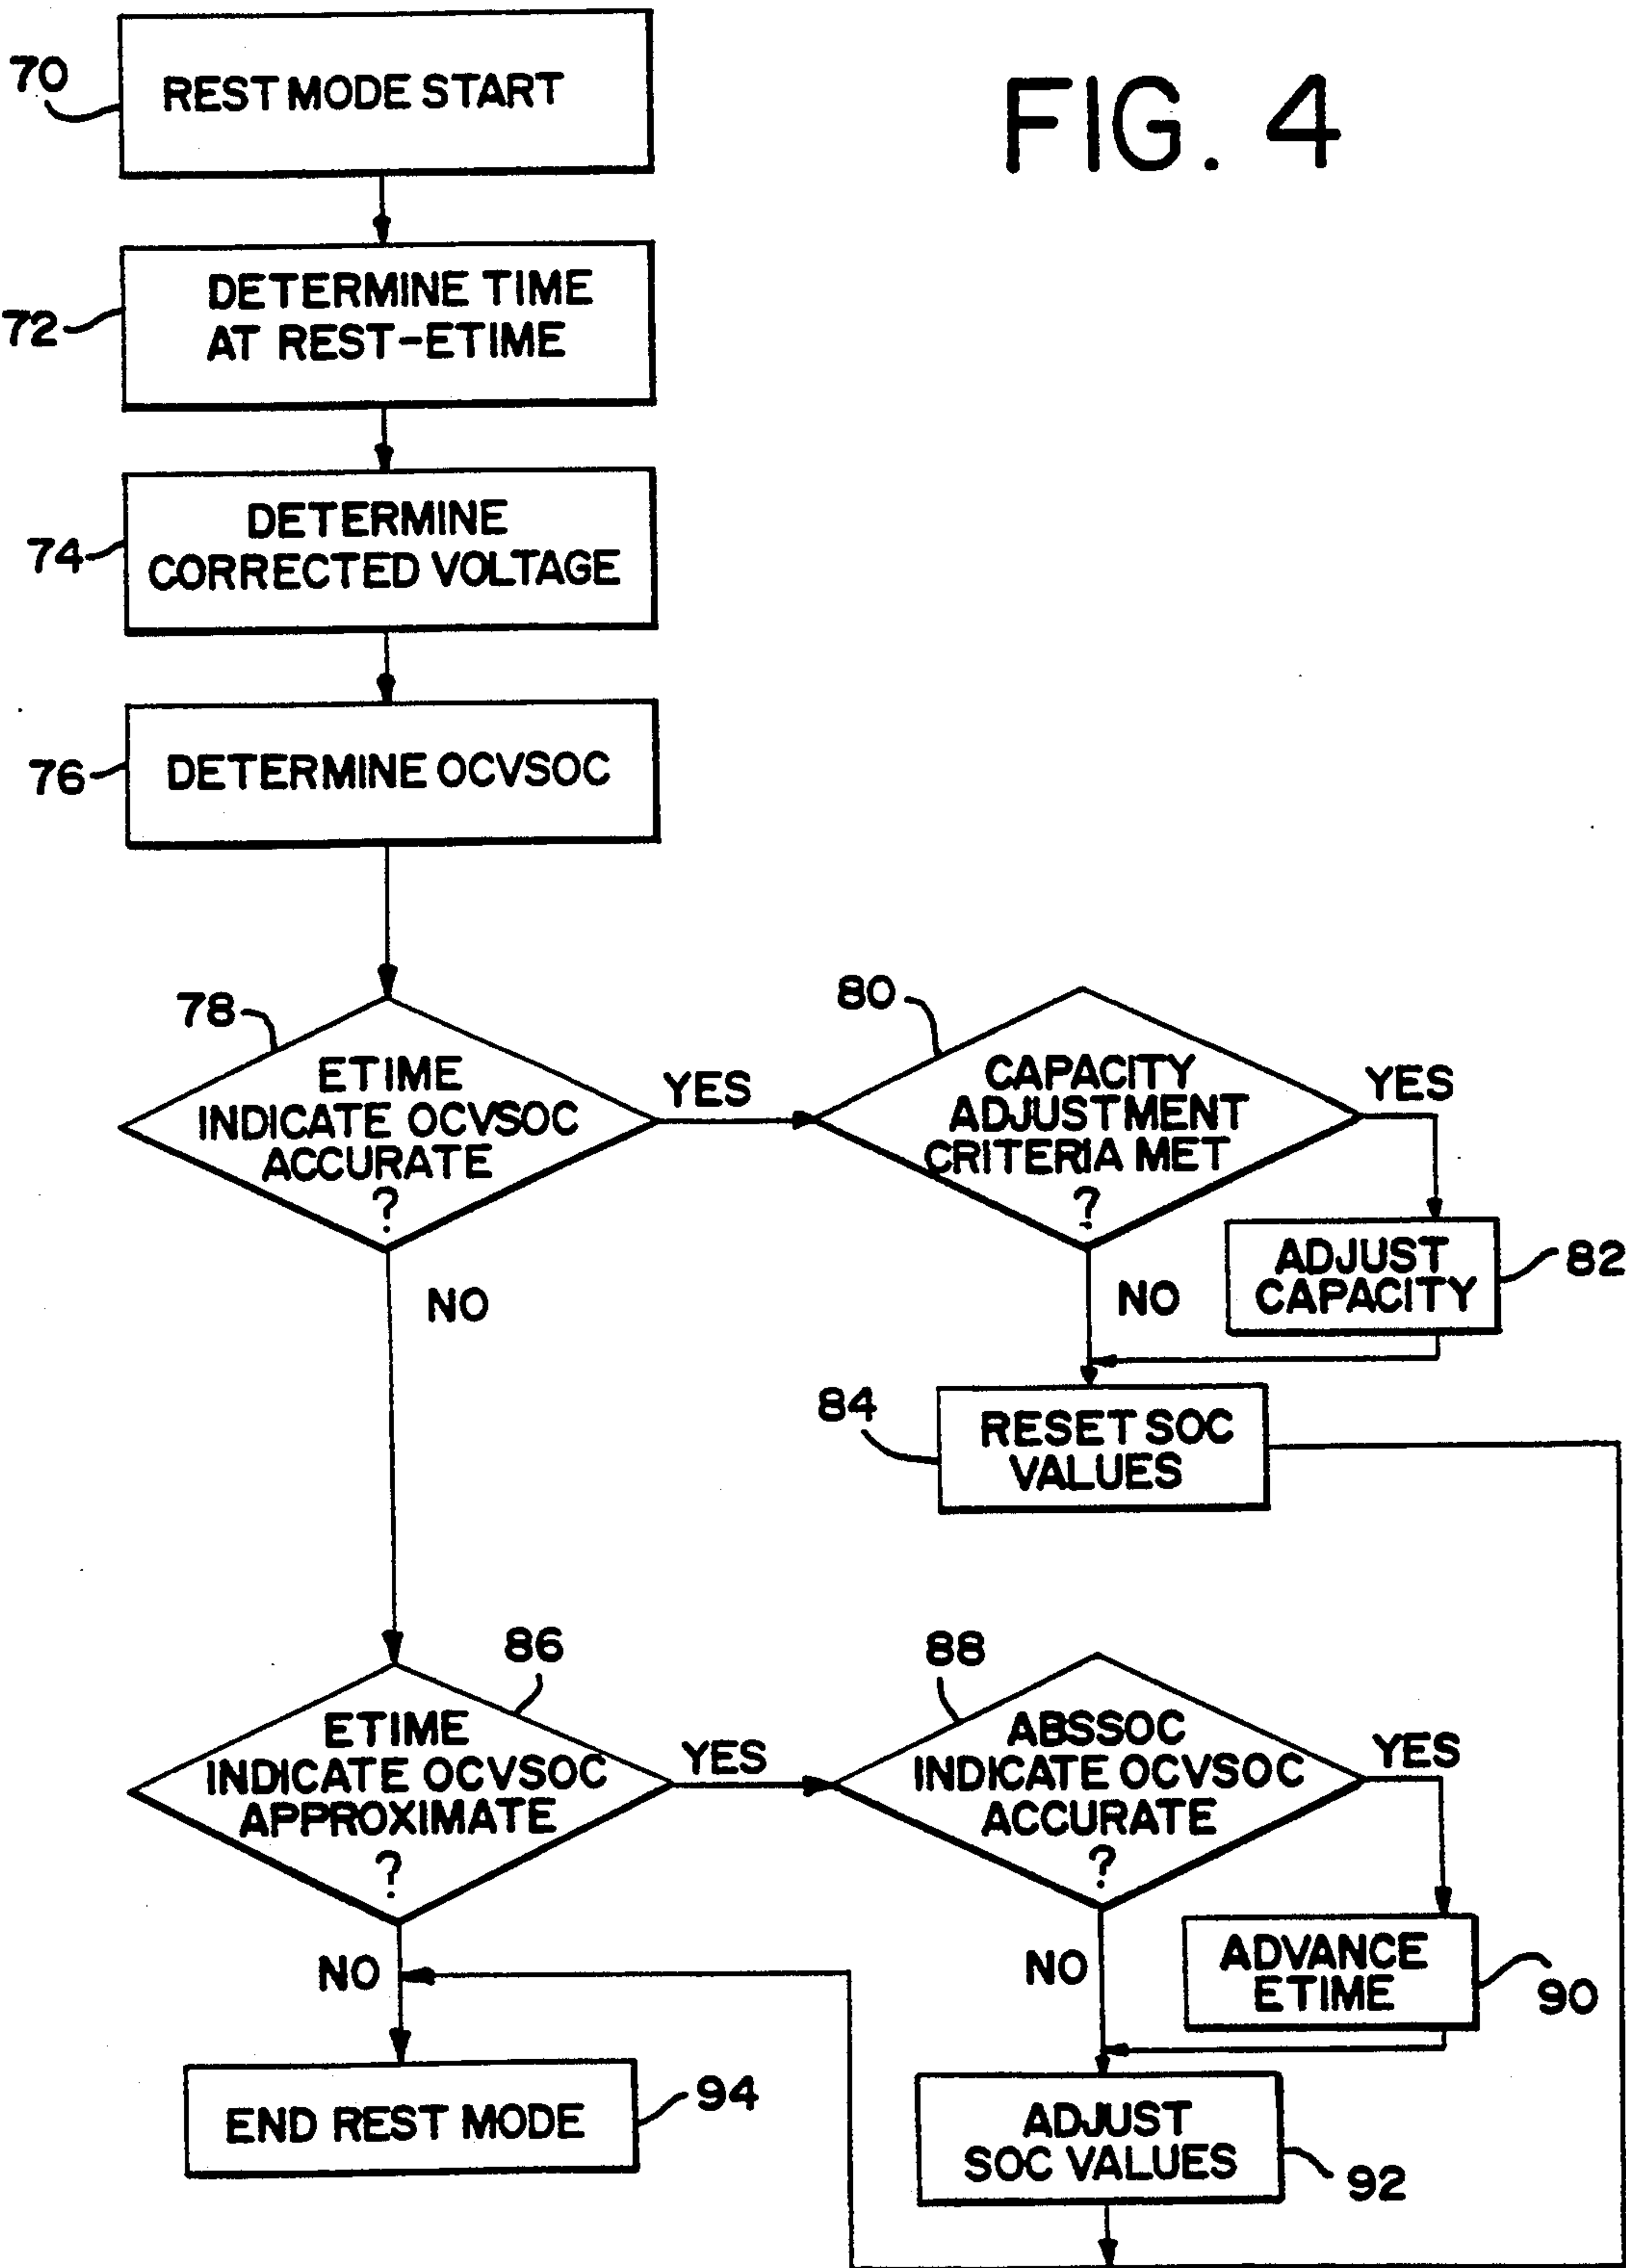 FIG. 4
70
REST MODE START
72
DETERMINE TIME
AT REST-ETIME
74
DETERMINE
CORRECTED VOLTAGE
76
DETERMINE OCVSOC
78
ETIME
INDICATE OCVSOC
ACCURATE
?
YES
NO
80
CAPACITY
ADJUSTMENT
CRITERIA MET
?
YES
NO
ADJUST
CAPACITY
82
84
RESET SOC
VALUES
86
ETIME
INDICATE OCVSOC
APPROXIMATE
?
YES
NO
88
ABSSOC
INDICATE OCVSOC
ACCURATE
?
YES
NO
ADVANCE
ETIME
90
END REST MODE
94
ADJUST
SOC VALUES
92